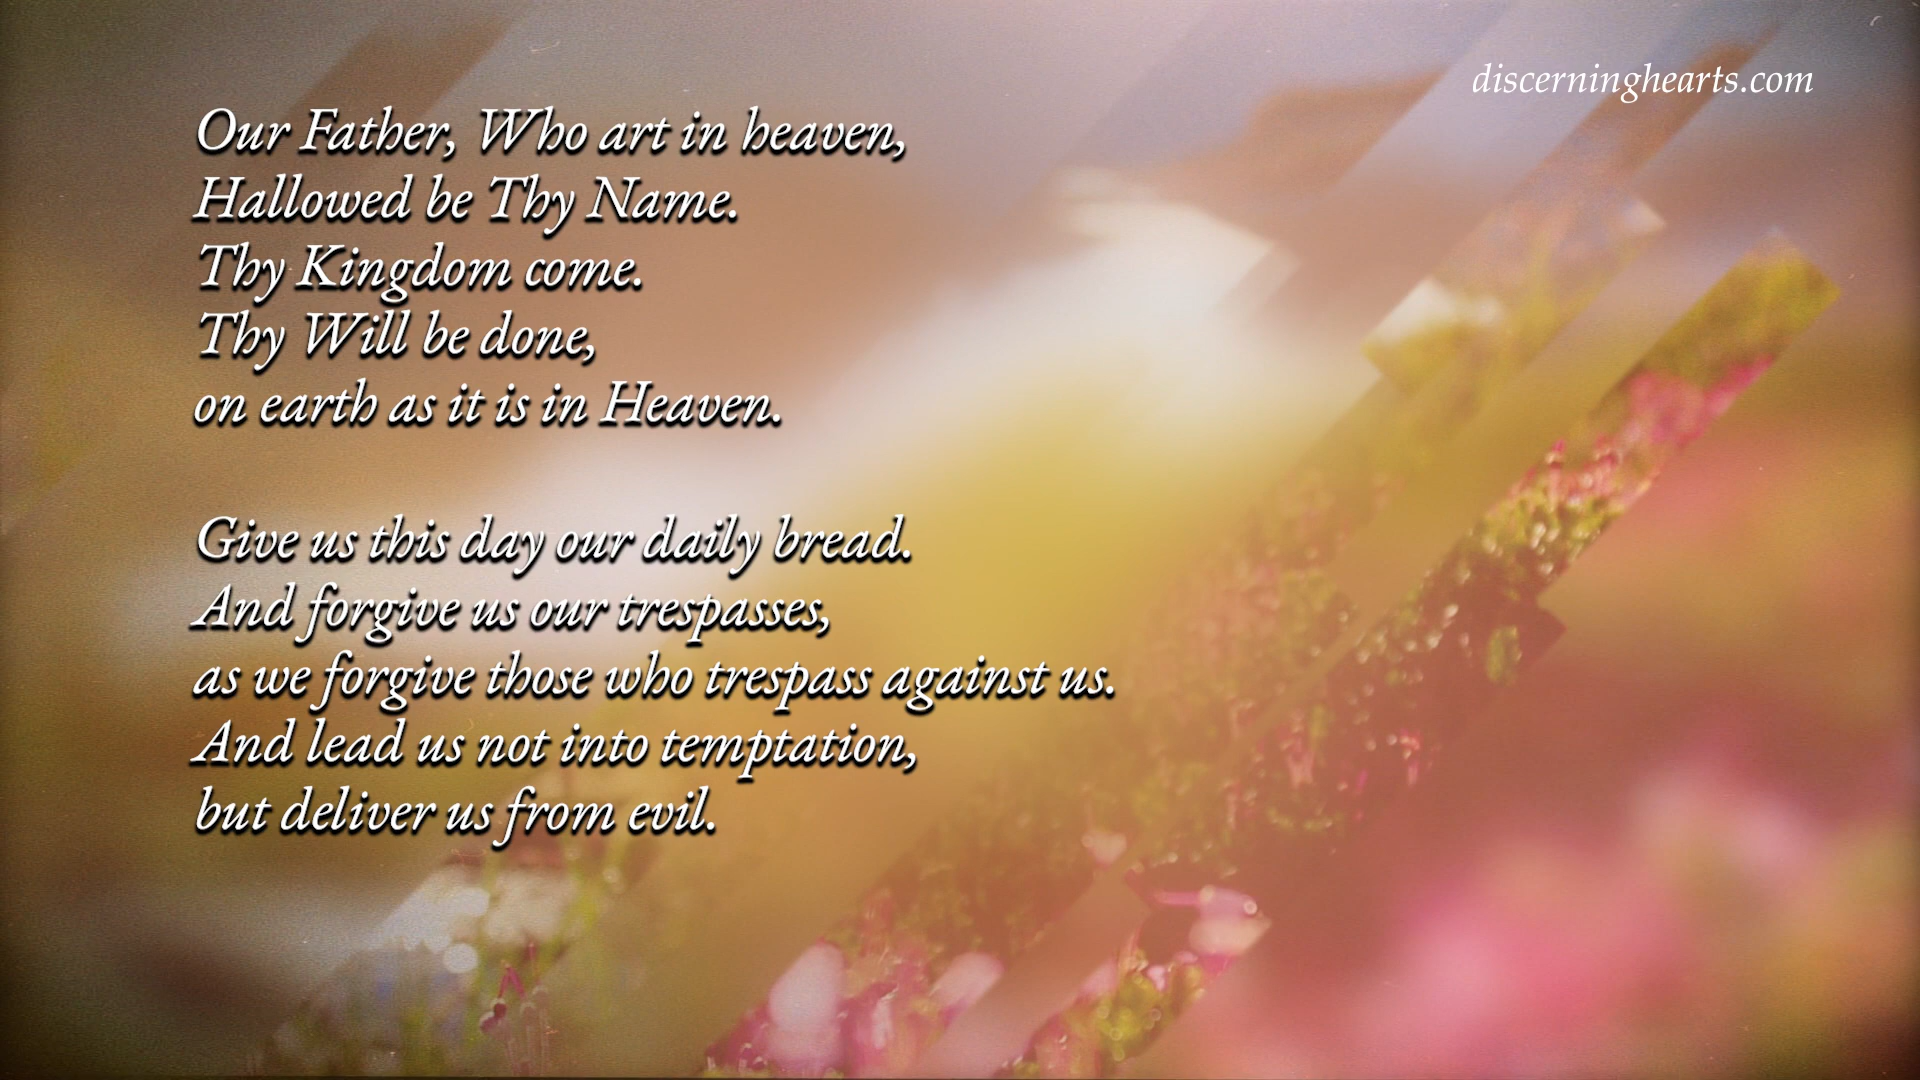 discerninghearts.com
Our Father, Who art in heaven,
Hallowed be Thy Name.
Thy Kingdom come.
Thy Will be done,
on earth as it is in Heaven.
Give us this day our daily bread.
And forgive us our trespasses,
as we forgive those who trespass against us.
And lead us not into temptation,
but deliver us from evil.